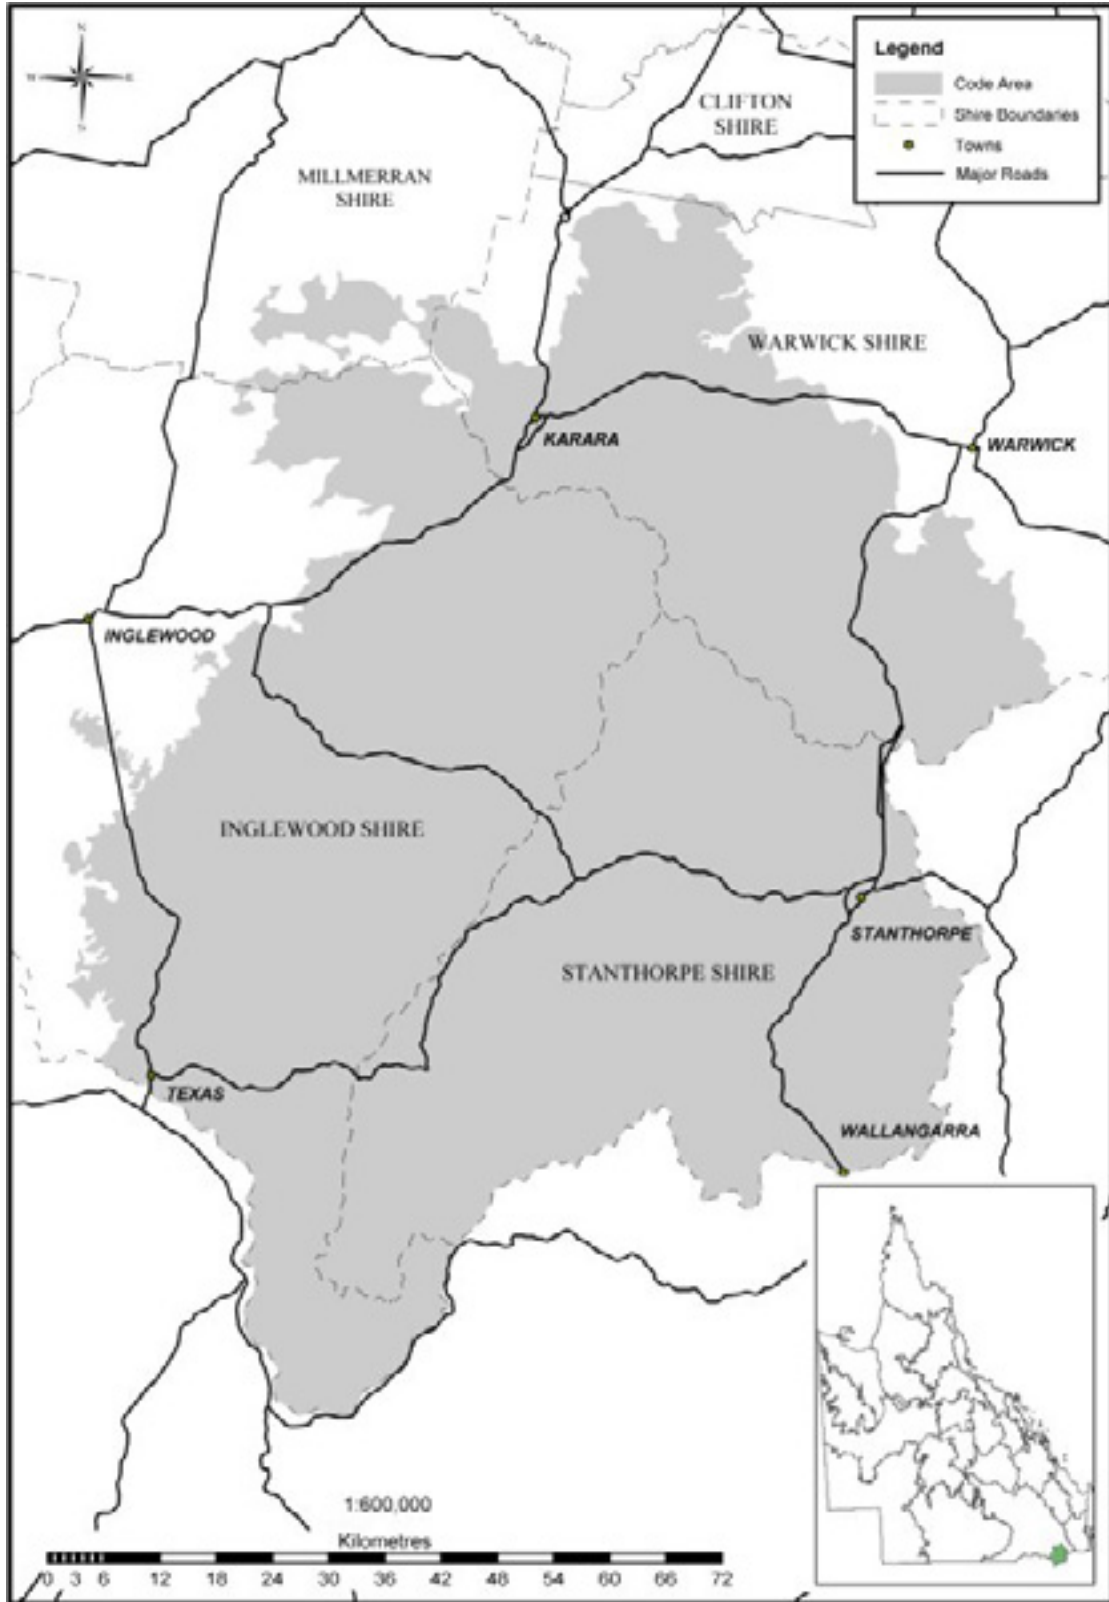 N
W
E
S
Legend
Code Area
Shire Boundaries
Towns
Major Roads
CLIFTON
SHIRE
MILLMERRAN
SHIRE
WARWICK SHIRE
KARARA
WARWICK
INGLEWOOD
INGLEWOOD SHIRE
STANTHORPE
STANTHORPE SHIRE
TEXAS
WALLANGARRA
1:600,000
Kilometres
0 3 6 12 18 24 30 36 42 48 54 60 66 72